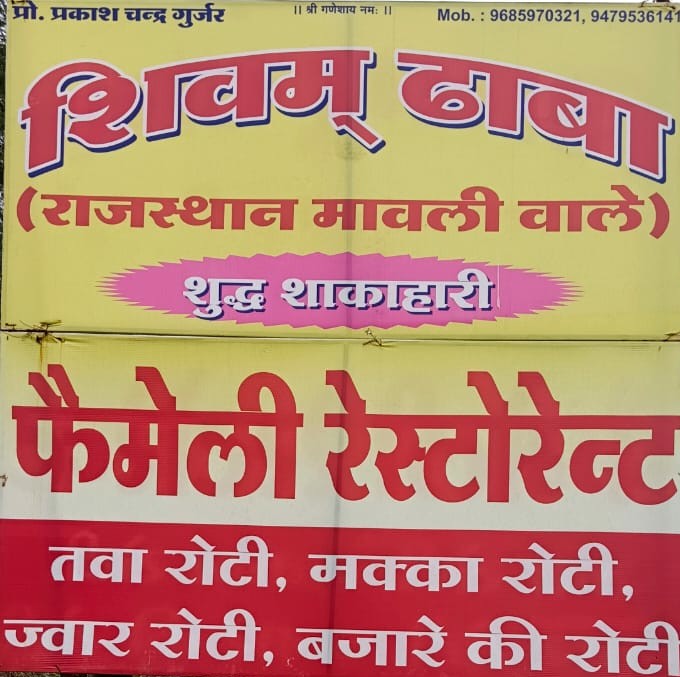 प्रो. प्रकाश चन्द्र गुर्जर
|| श्री गणेशाय नमः ||
Mob. : 9685970321, 9479536141
शिवम् ढाबा
(राजस्थान मावली वाले)
शुद्ध शाकाहारी
फैमेली रेस्टोरेन्ट
तवा रोटी, मक्का रोटी,
ज्वार रोटी, बजारे की रोटी